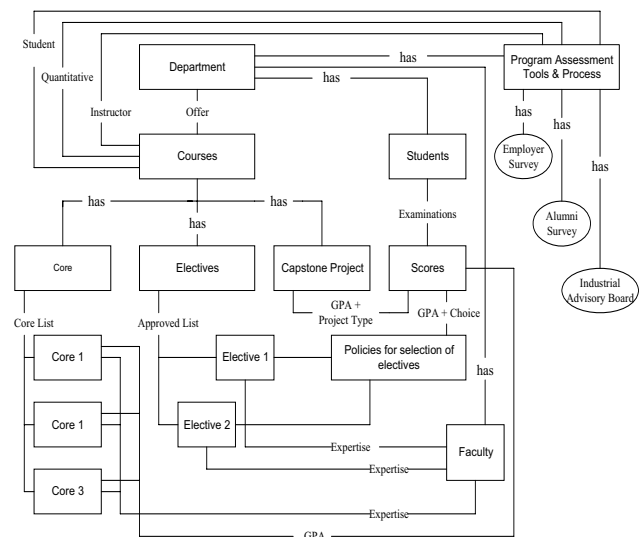 Student
Quantitative
Instructor
Department
has
has
Program Assessment
Tools & Process
Offer
has
has
has
has
Courses
Students
Employer
Survey
Alumni
Survey
Industrial
Advisory Board
has
has
has
Examinations
Core
Electives
Capstone Project
Scores
Core List
Approved List
GPA +
Project Type
GPA + Choice
Core 1
Elective 1
Policies for selection of
electives
has
Core 1
Elective 2
Expertise
Faculty
Expertise
Core 3
Expertise
GPA